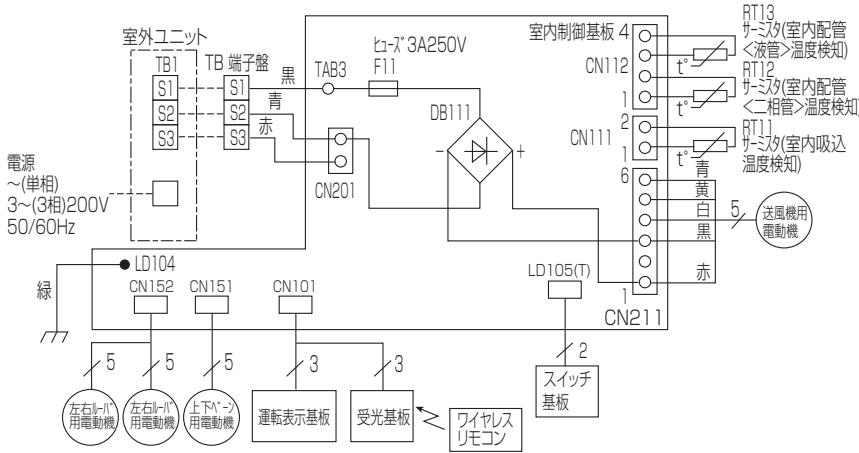 室外ユニット
TB1
TB 端子盤
S1
S2
S3
S1
S2
S3
黒
青
赤
TAB3
ヒューズ 3A250V
F11
CN201
DB111
-
+
室内制御基板
4
CN112
1
2
CN111
1
6
1
CN211
RT13
サーミスタ(室内配管
<液管>温度検知)
t°
RT12
サーミスタ(室内配管
<二相管>温度検知)
t°
RT11
サーミスタ(室内吸込
温度検知)
t°
青
黄
白
黒
赤
5
送風機用
電動機
電源
～(単相)
3～(3相)200V
50/60Hz
緑
LD104
CN152
CN151
CN101
LD105(T)
5
5
5
3
3
2
左右ルーバ
用電動機
左右ルーバ
用電動機
上下ベーン
用電動機
運転表示基板
受光基板
ワイヤレス
リモコン
スイッチ
基板